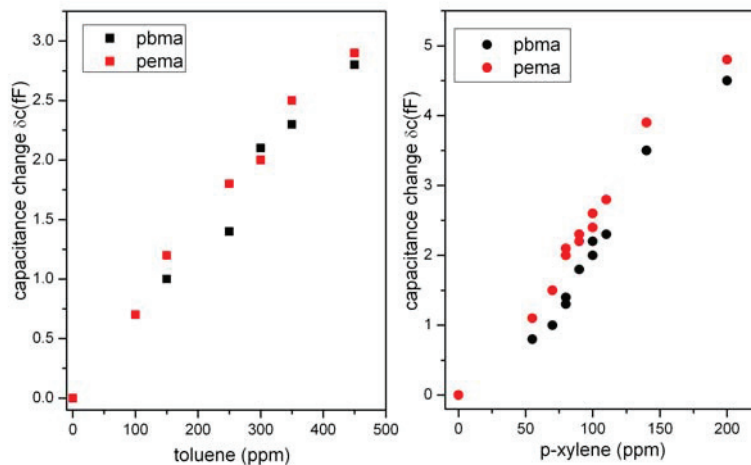 3.0
2.5
2.0
1.5
1.0
0.5
0.0
capacitance change δc(fF)
pbma
pema
0 100 200 300 400 500
toluene (ppm)
5
4
3
2
1
0
capacitance change δc(fF)
pbma
pema
0 50 100 150 200
p-xylene (ppm)